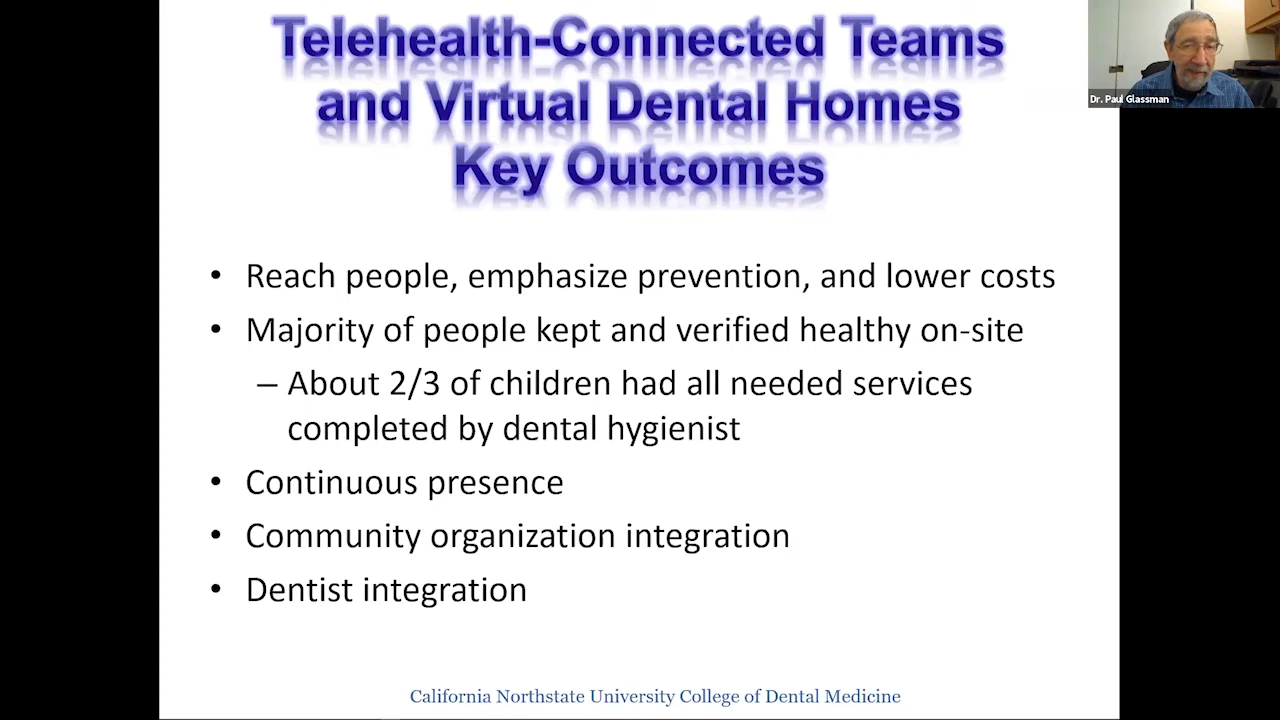 Telehealth-Connected Teams
and Virtual Dental Homes
Key Outcomes
Dr. Paul Glassman
• Reach people, emphasize prevention, and lower costs
• Majority of people kept and verified healthy on-site
– About 2/3 of children had all needed services
completed by dental hygienist
• Continuous presence
• Community organization integration
• Dentist integration
California Northstate University College of Dental Medicine